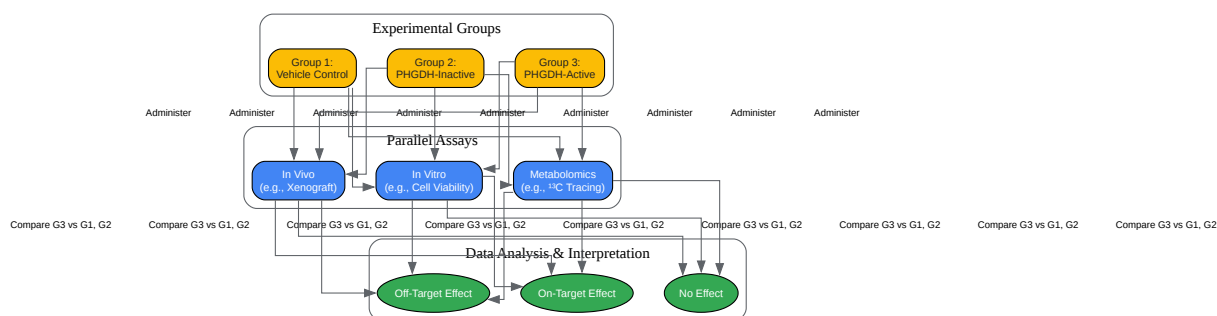 Experimental Groups
Group 1:
Vehicle Control
Group 2:
PHGDH-Inactive
Group 3:
PHGDH-Active
Administer Administer Administer Administer Administer Administer Administer Administer Administer
Parallel Assays
In Vivo
(e.g., Xenograft)
In Vitro
(e.g., Cell Viability)
Metabolomics
(e.g., ¹³C Tracing)
Compare G3 vs G1, G2 Compare G3 vs G1, G2 Compare G3 vs G1, G2 Compare G3 vs G1, G2 Compare G3 vs G1, G2 Compare G3 vs G1, G2 Compare G3 vs G1, G2 Compare G3 vs G1, G2 Compare G3 vs G1, G2
Data Analysis & Interpretation
Off-Target Effect
On-Target Effect
No Effect